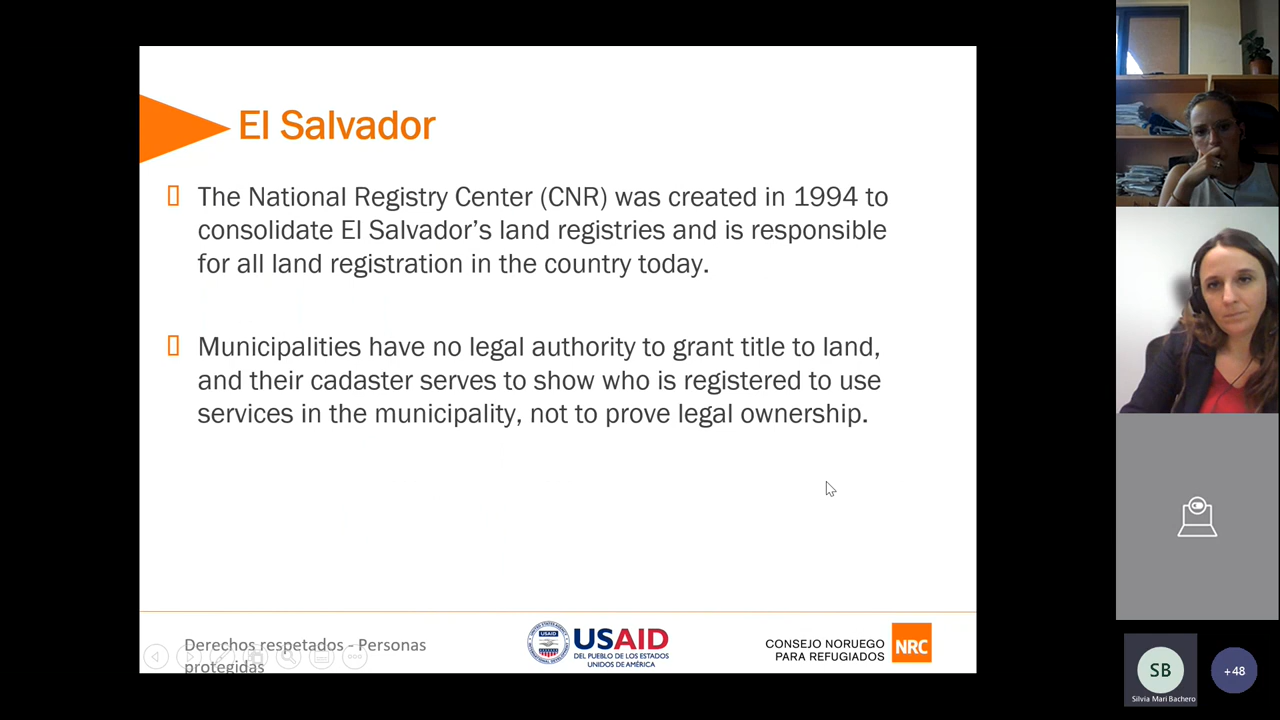 El Salvador
The National Registry Center (CNR) was created in 1994 to
consolidate El Salvador's land registries and is responsible
for all land registration in the country today.
Municipalities have no legal authority to grant title to land,
and their cadaster serves to show who is registered to use
services in the municipality, not to prove legal ownership.
Derechos respetados - Personas
protegidas
USAID
USAID
DEL PUEBLO DE LOS ESTADOS
UNIDOS DE AMÉRICA
CONSEJO NORUEGO
PARA REFUGIADOS
NRC
SB
Silvia Mari Bachero
+48